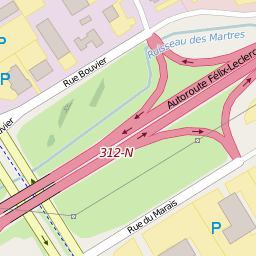 Ruisseau des Martres
Rue Bouvier
P
Autoroute Félix-Leclerc
312-N
Rue du Marais
P
P